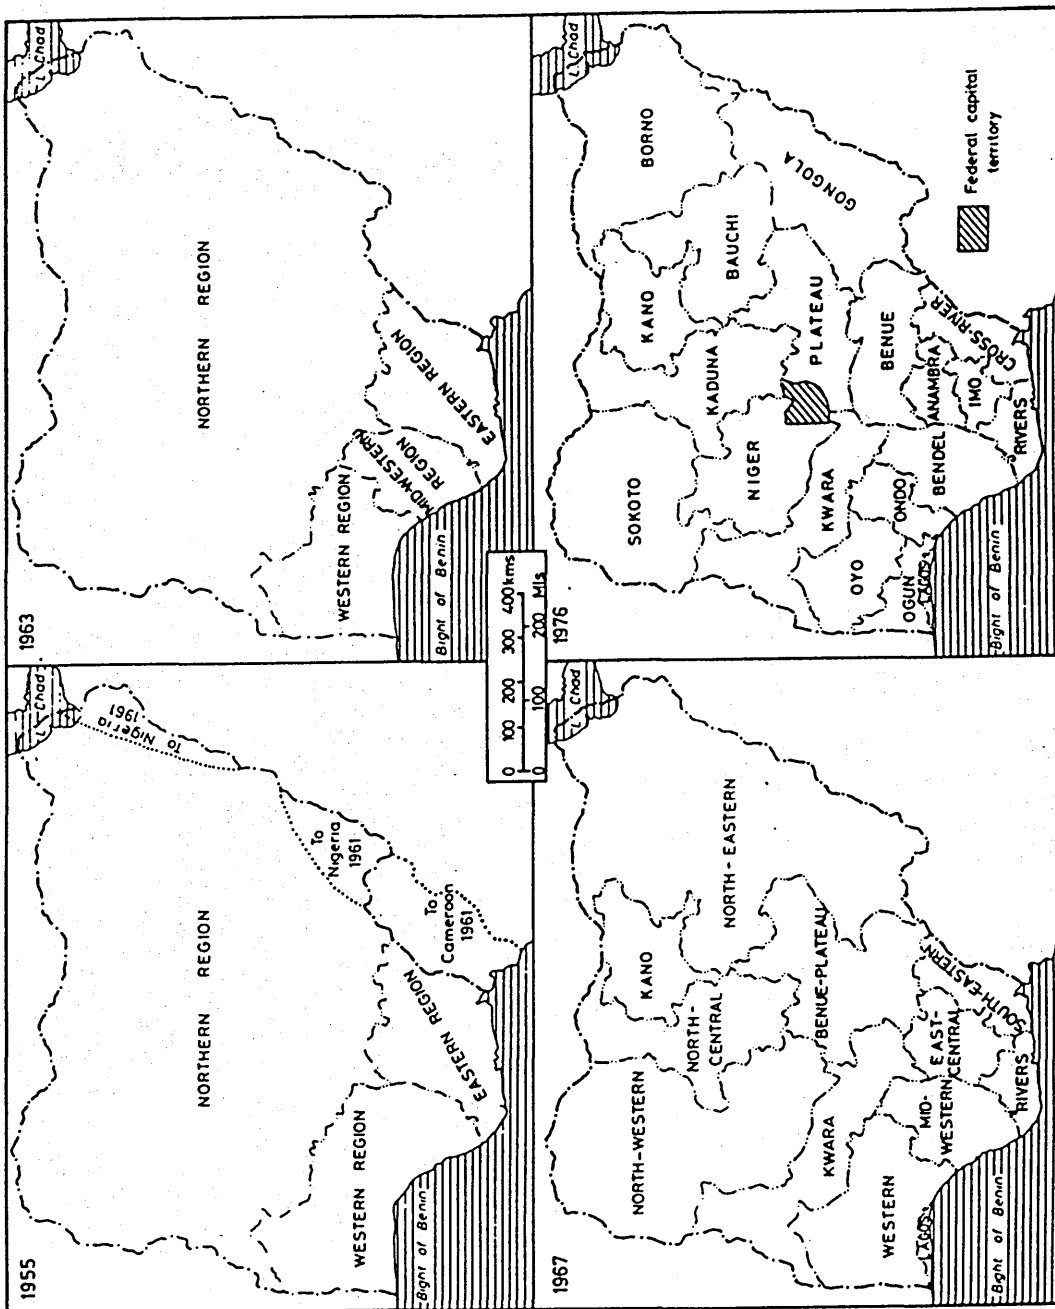 1955
L. Chad
To Nigeria
1961
NORTHERN REGION
To
Nigeria
1961
To
Cameroon
1961
WESTERN REGION
EASTERN REGION
Bight of Benin
1963
L. Chad
NORTHERN REGION
WESTERN REGION
MID-WESTERN
REGION
EASTERN REGION
Bight of Benin
0 100 200 300 400 kms
0 100 200 Mls
1967
L. Chad
NORTH-WESTERN
KANO
NORTH-
CENTRAL
NORTH-EASTERN
BENUE-PLATEAU
KWARA
WESTERN
LAGOS
MID-
WESTERN
EAST-
CENTRAL
SOUTH-EASTERN
RIVERS
Bight of Benin
1976
L. Chad
SOKOTO
KANO
BORNO
KADUNA
BAUCHI
NIGER
PLATEAU
GONGOLA
KWARA
OYO
BENUE
OGUN
ONDO
LAGOS
BENDEL
ANAMBRA
IMO
CROSS-RIVER
RIVERS
Bight of Benin
Federal capital
territory